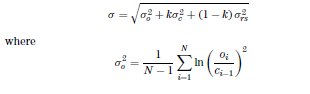 σ = √(σ_o^2 + kσ_c^2 + (1 − k)σ_rs^2)
where
σ_o^2 = 1/(N − 1) ∑_{i−1}^{N} ln (o_i / c_{i−1})^2